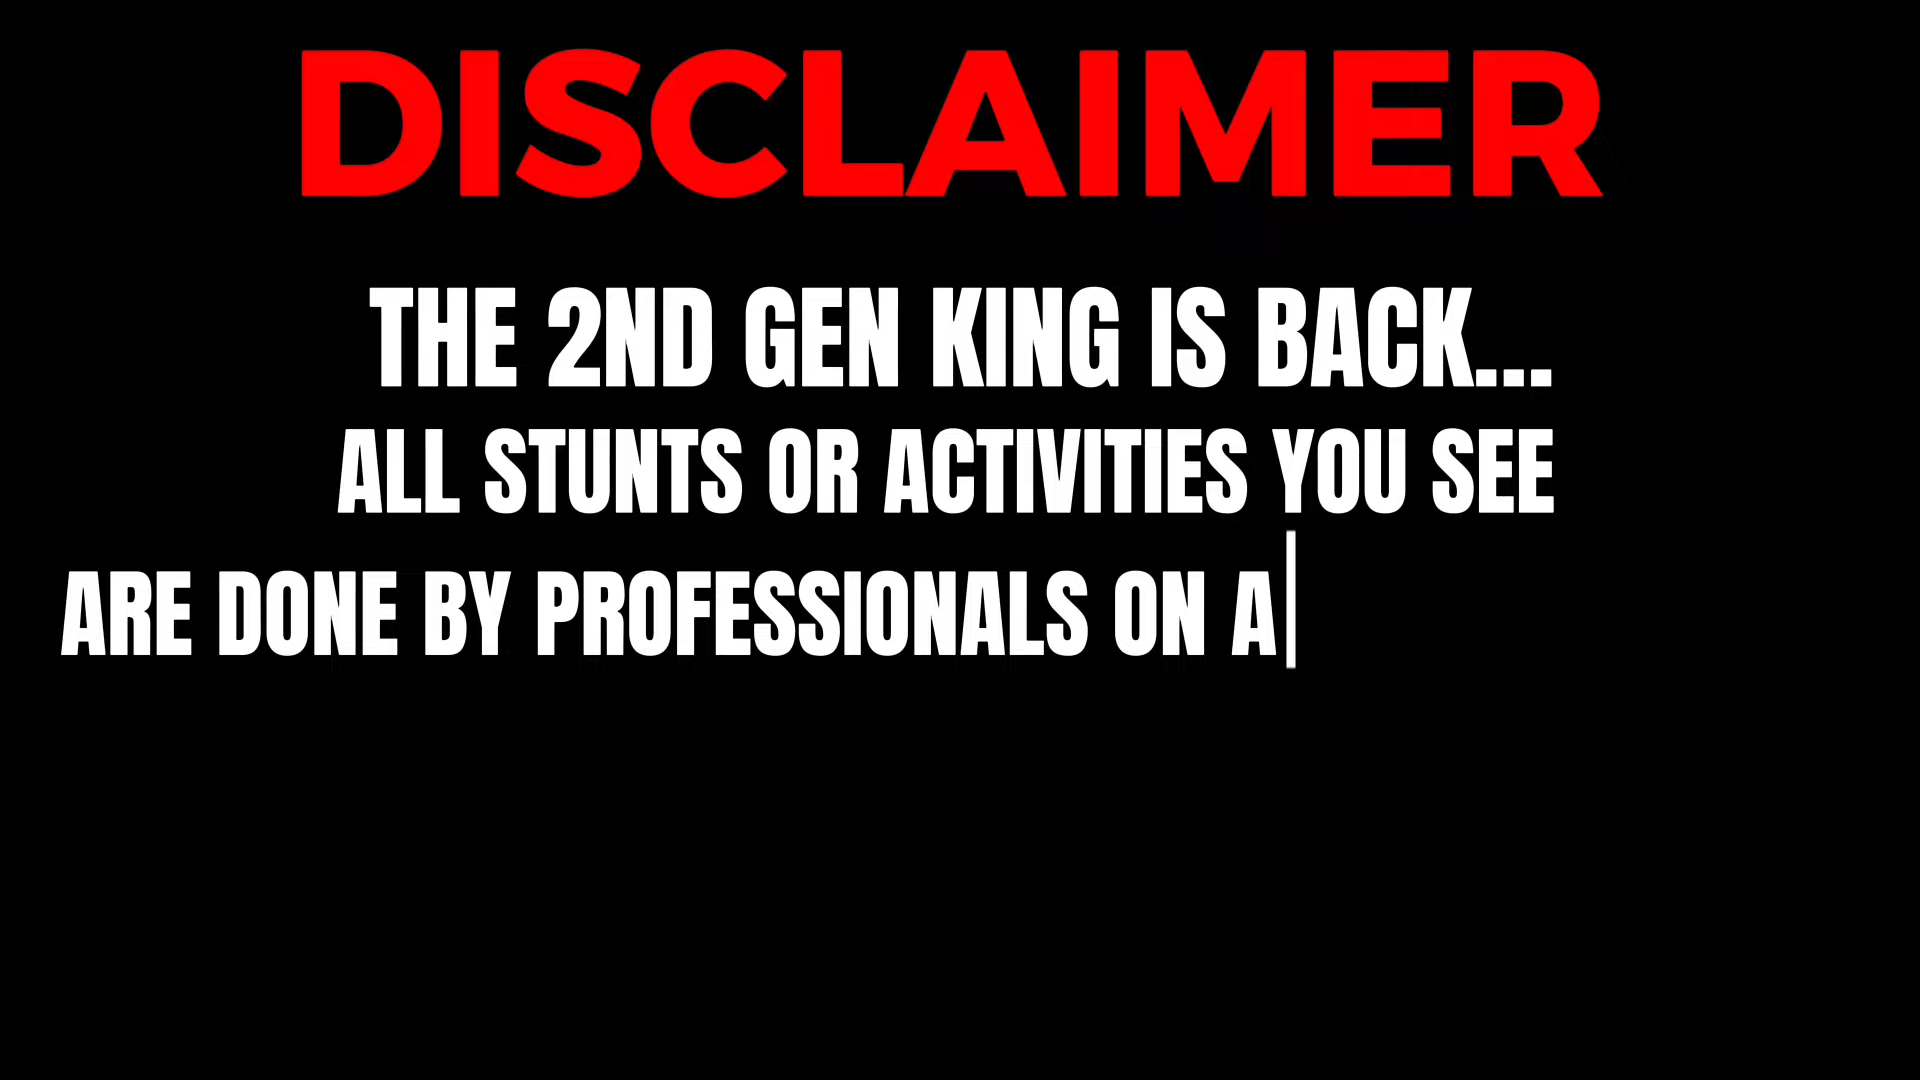 DISCLAIMER
THE 2ND GEN KING IS BACK...
ALL STUNTS OR ACTIVITIES YOU SEE
ARE DONE BY PROFESSIONALS ON A